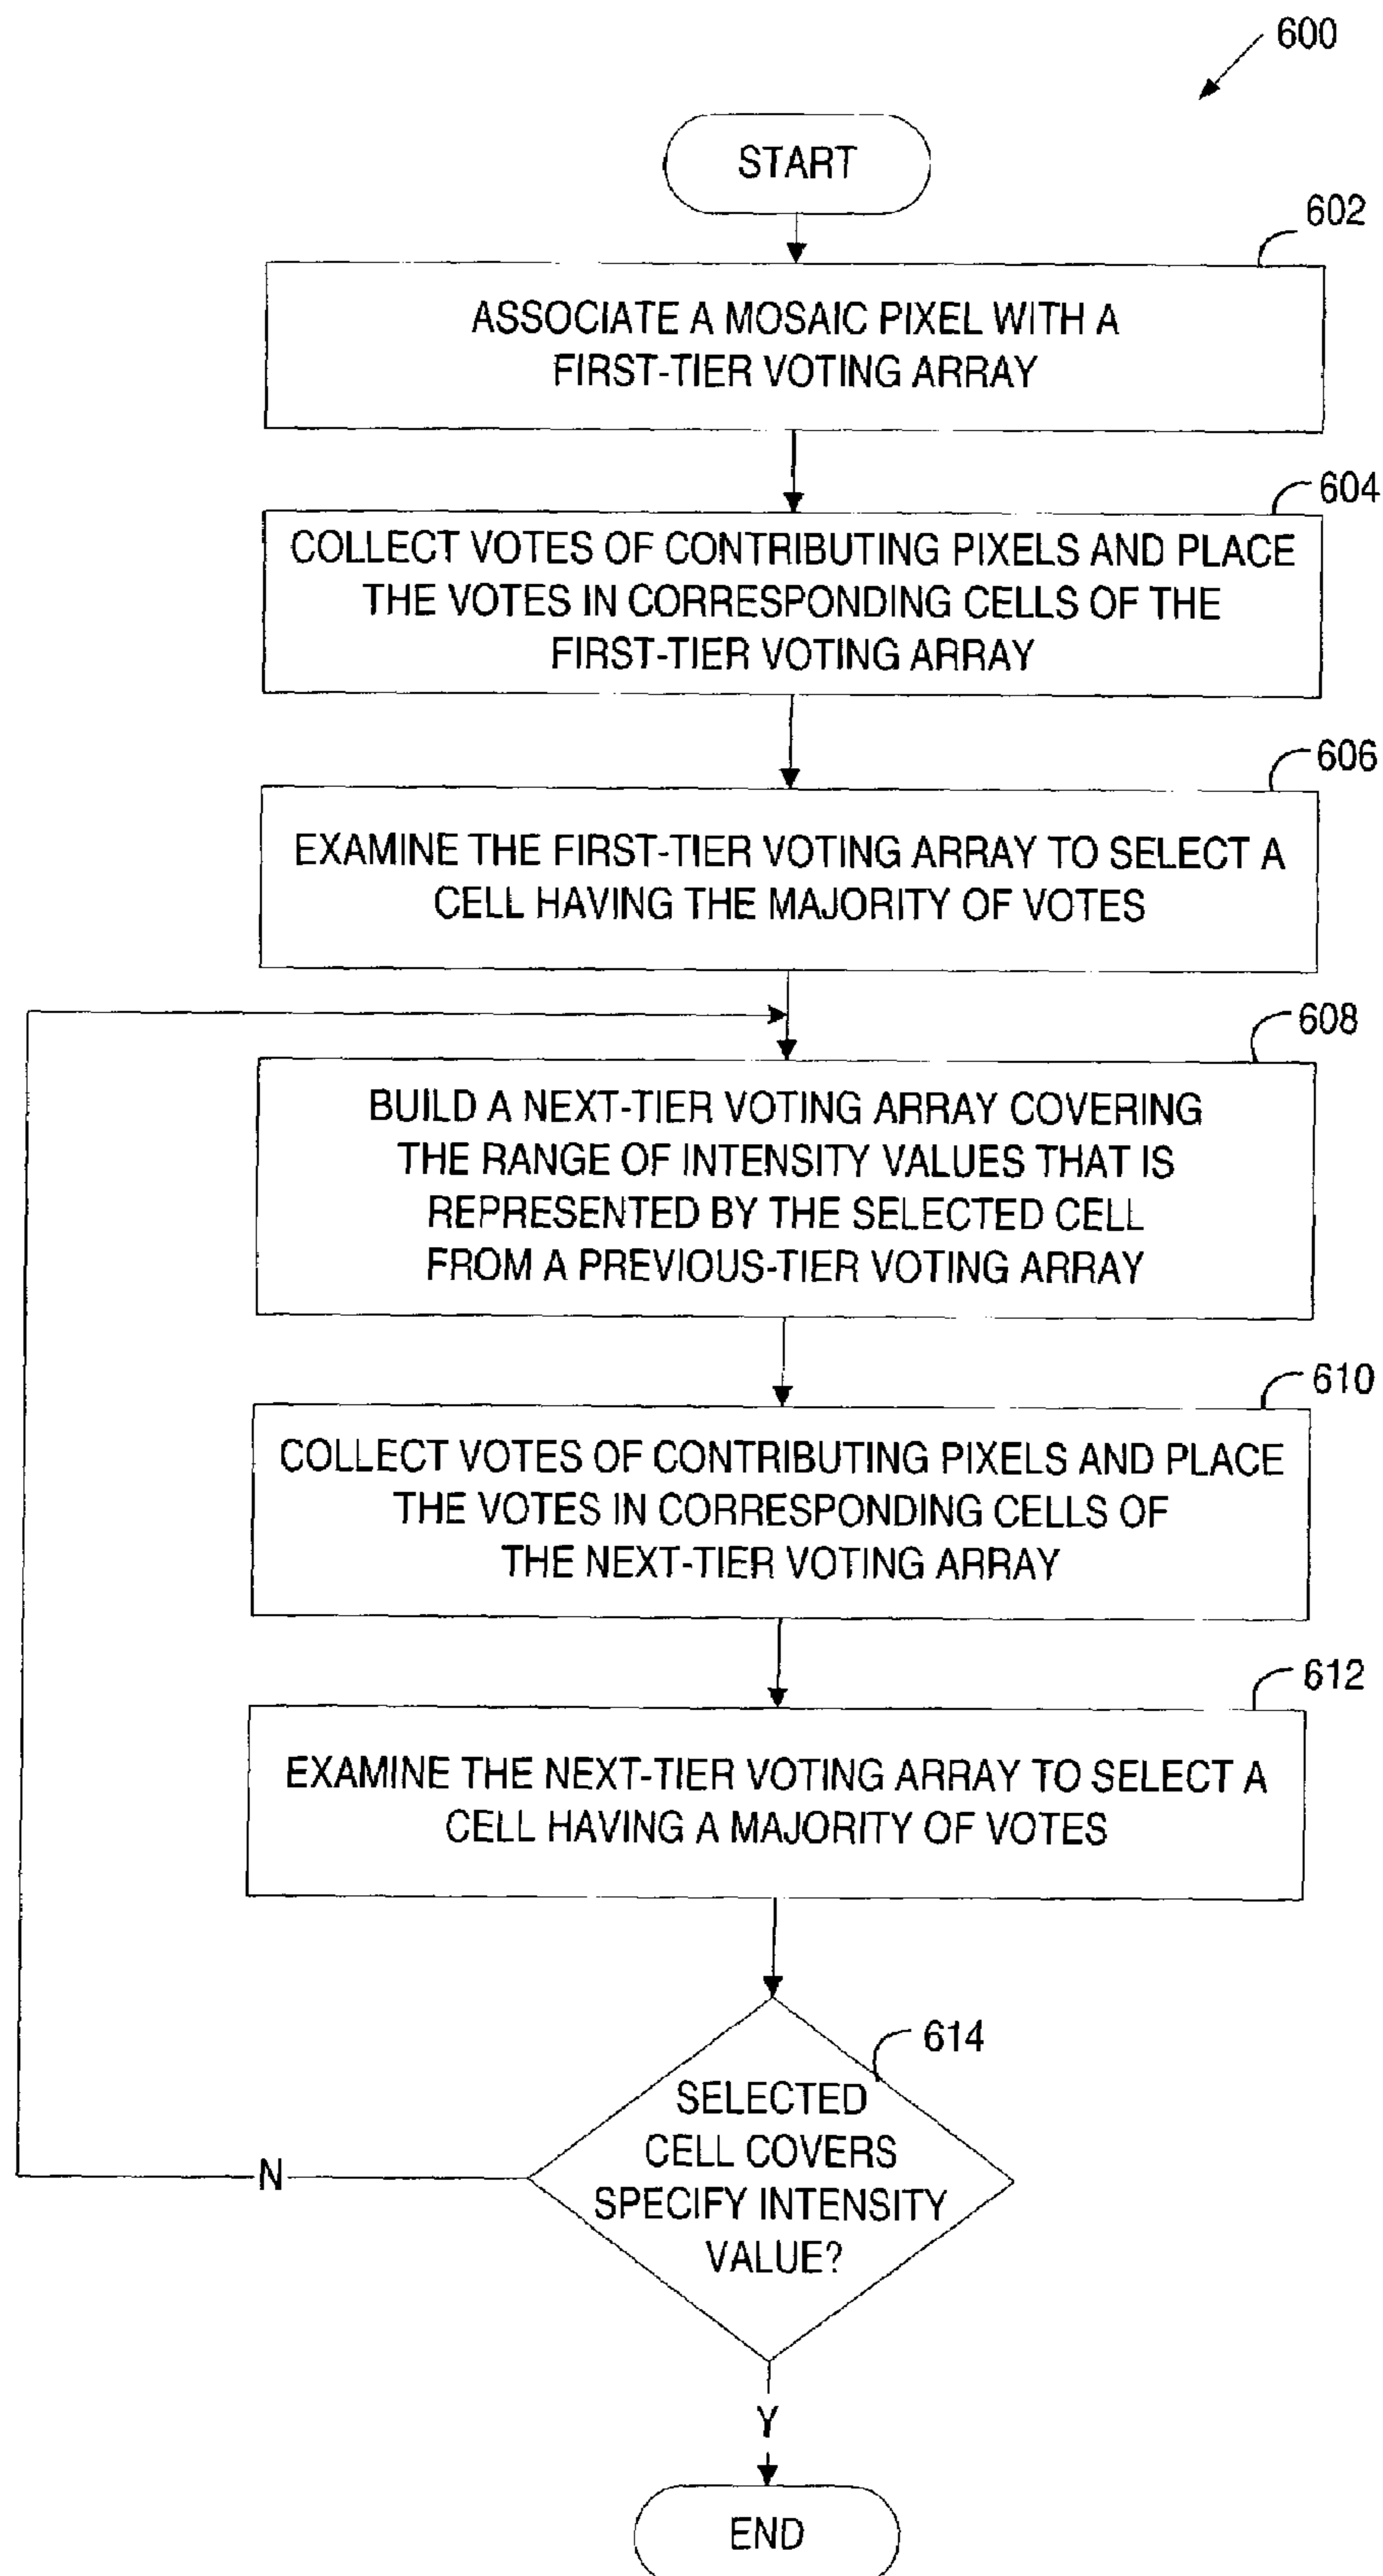 600
START
602
ASSOCIATE A MOSAIC PIXEL WITH A
FIRST-TIER VOTING ARRAY
604
COLLECT VOTES OF CONTRIBUTING PIXELS AND PLACE
THE VOTES IN CORRESPONDING CELLS OF THE
FIRST-TIER VOTING ARRAY
606
EXAMINE THE FIRST-TIER VOTING ARRAY TO SELECT A
CELL HAVING THE MAJORITY OF VOTES
608
BUILD A NEXT-TIER VOTING ARRAY COVERING
THE RANGE OF INTENSITY VALUES THAT IS
REPRESENTED BY THE SELECTED CELL
FROM A PREVIOUS-TIER VOTING ARRAY
610
COLLECT VOTES OF CONTRIBUTING PIXELS AND PLACE
THE VOTES IN CORRESPONDING CELLS OF
THE NEXT-TIER VOTING ARRAY
612
EXAMINE THE NEXT-TIER VOTING ARRAY TO SELECT A
CELL HAVING A MAJORITY OF VOTES
614
SELECTED
CELL COVERS
SPECIFY INTENSITY
VALUE?
N
Y
END